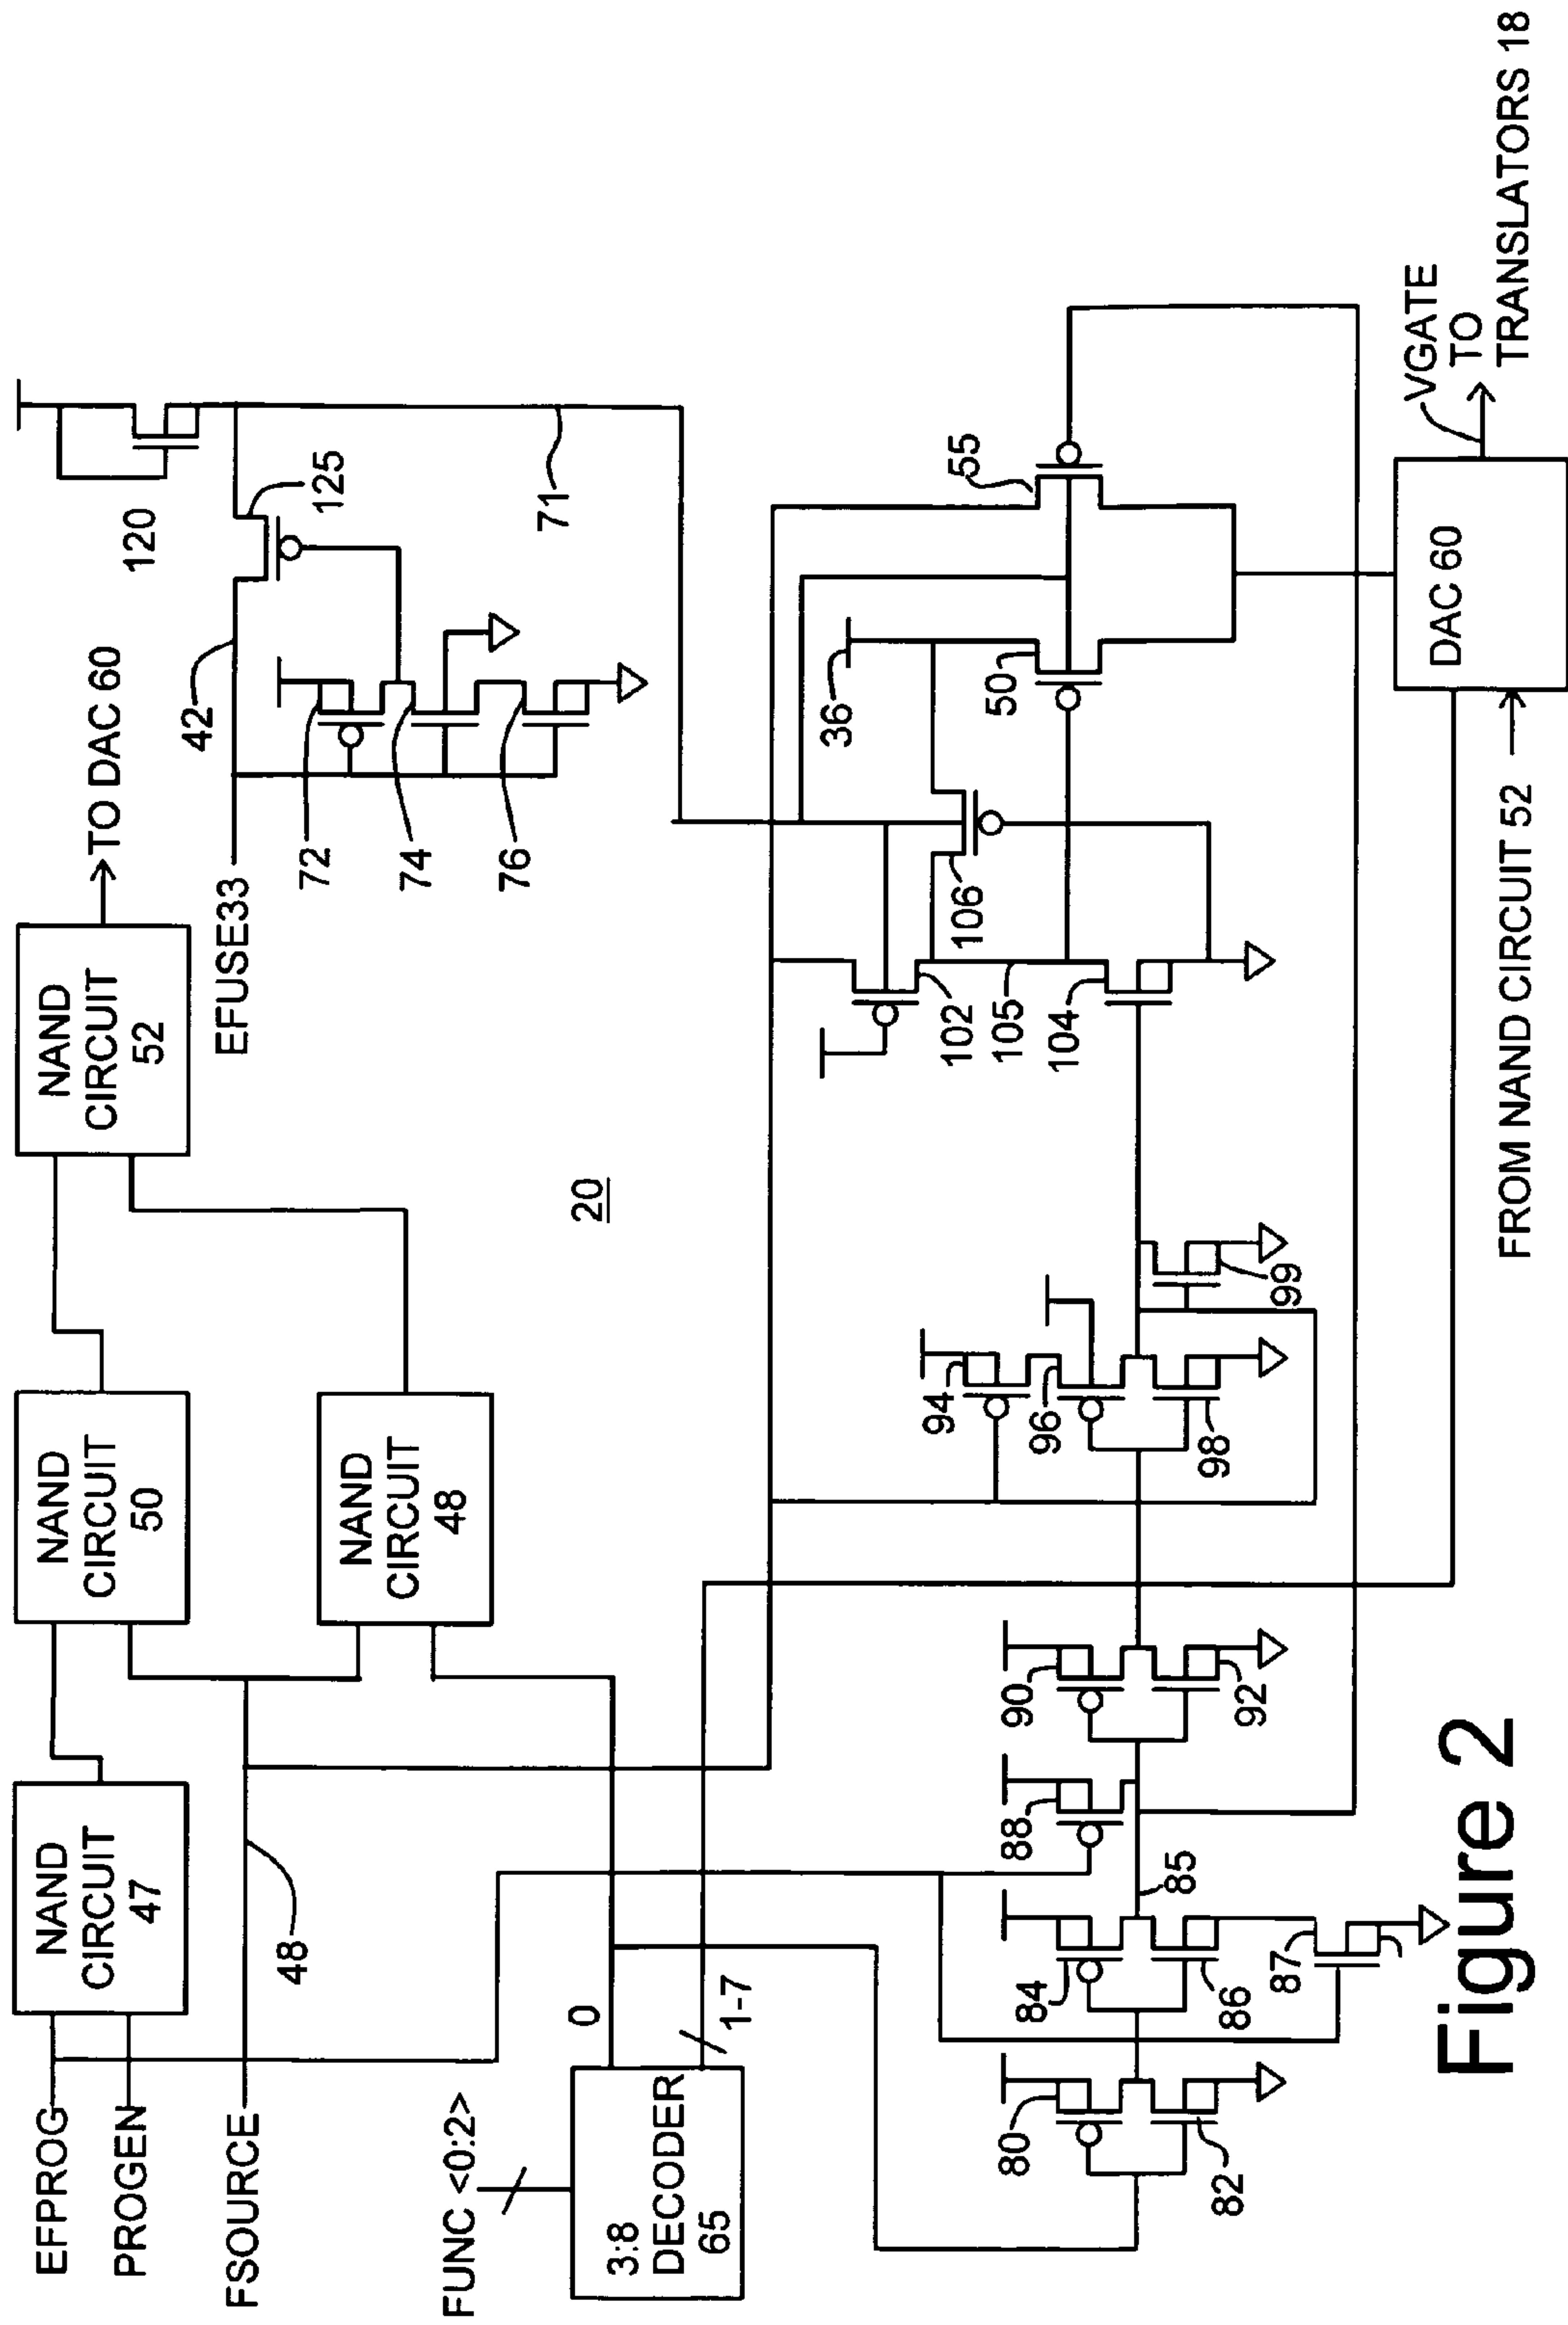 EFPROG
PROGEN
FSOURCE
48
NAND
CIRCUIT
47
NAND
CIRCUIT
50
NAND
CIRCUIT
48
NAND
CIRCUIT
52
TO DAC 60
EFUSE33
42
72
74
76
125
120
71
20
FUNC <0:2>
3:8
DECODER
65
0
1-7
80
82
84
86
87
85
88
90
92
94
96
98
99
102
105
104
106
36
50
55
DAC 60
VGATE
TO
TRANSLATORS 18
FROM NAND CIRCUIT 52
Figure 2